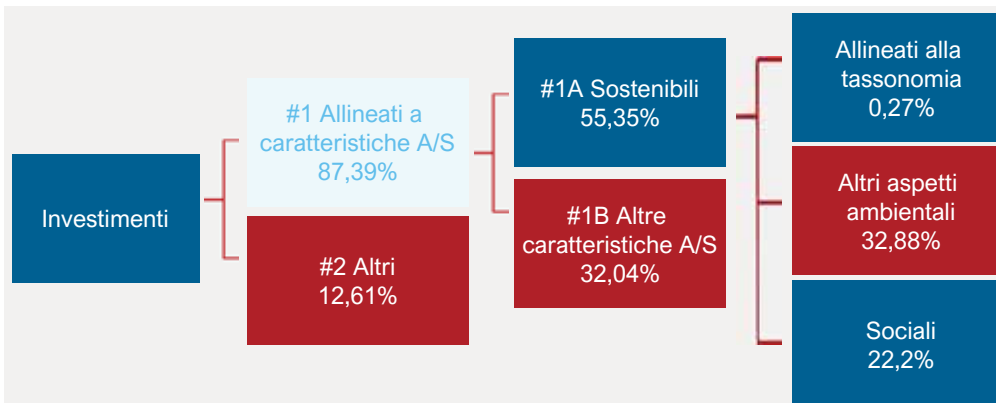 Investimenti
#1 Allineati a
caratteristiche A/S
87,39%
#2 Altri
12,61%
#1A Sostenibili
55,35%
#1B Altre
caratteristiche A/S
32,04%
Allineati alla
tassonomia
0,27%
Altri aspetti
ambientali
32,88%
Sociali
22,2%